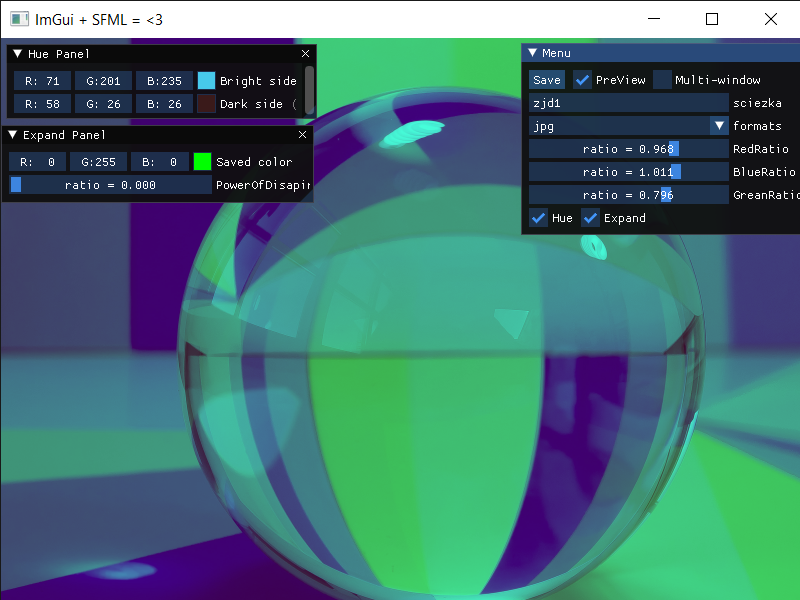 ImGui + SFML = <3
Hue Panel
R: 71 G:201 B:235 Bright side
R: 58 G: 26 B: 26 Dark side (
Expand Panel
R: 0 G:255 B: 0 Saved color
ratio = 0.000 PowerOfDisapir
Menu
Save PreView Multi-window
zjd1 sciezka
jpg formats
ratio = 0.968 RedRatio
ratio = 1.011 BlueRatio
ratio = 0.796 GreanRatio
Hue Expand